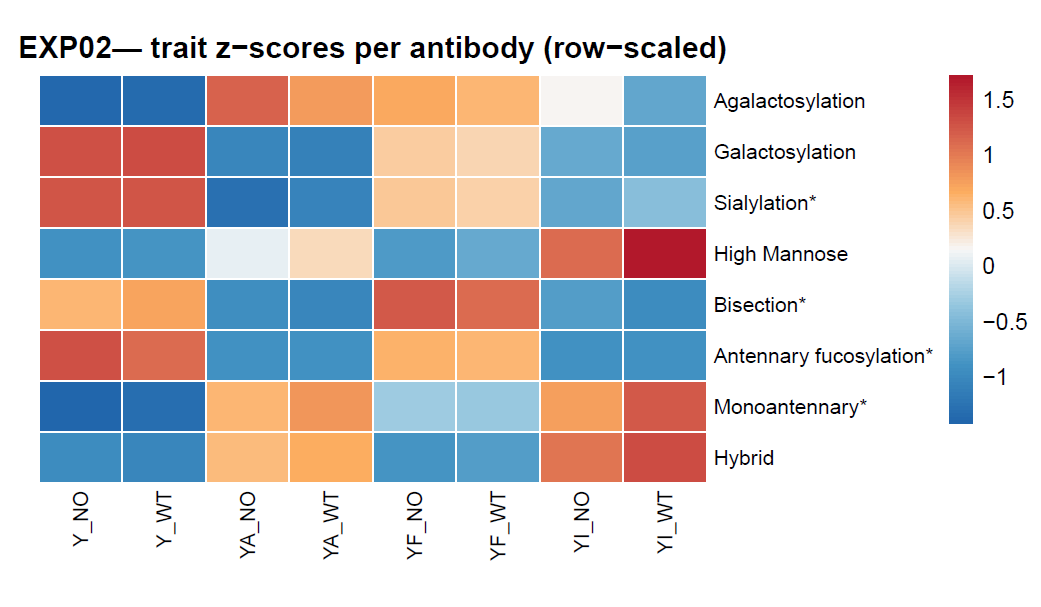 EXP02— trait z−scores per antibody (row−scaled)
Agalactosylation
Galactosylation
Sialylation*
High Mannose
Bisection*
Antennary fucosylation*
Monoantennary*
Hybrid
1.5
1
0.5
0
−0.5
−1
Y_NO
Y_WT
YA_NO
YA_WT
YF_NO
YF_WT
YI_NO
YI_WT